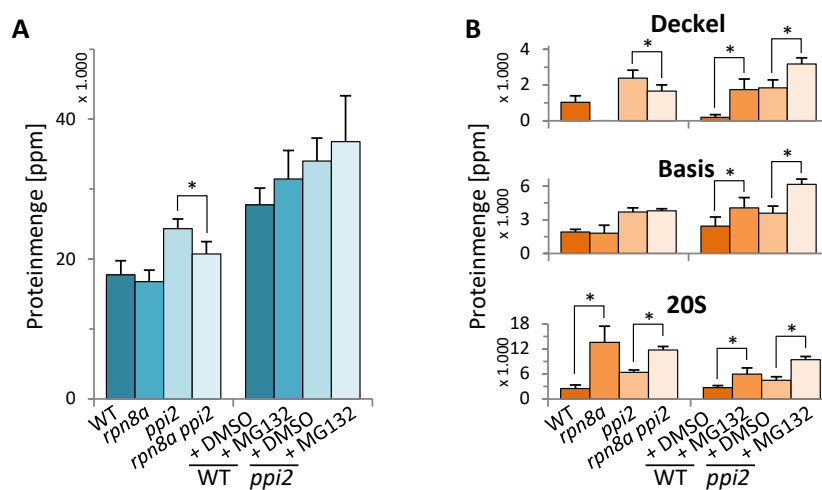 A
Proteinmenge [ppm]
x 1.000
40
20
0
WT
rpn8a
ppi2
rpn8a ppi2
+ DMSO
+ MG132
+ DMSO
+ MG132
WT
ppi2
*
B
Proteinmenge [ppm]
Deckel
x 1.000
4
2
0
*
*
*
Basis
x 1.000
6
3
0
*
*
20S
x 1.000
18
12
6
0
*
*
*
*
WT
rpn8a
ppi2
rpn8a ppi2
+ DMSO
+ MG132
+ DMSO
+ MG132
WT
ppi2